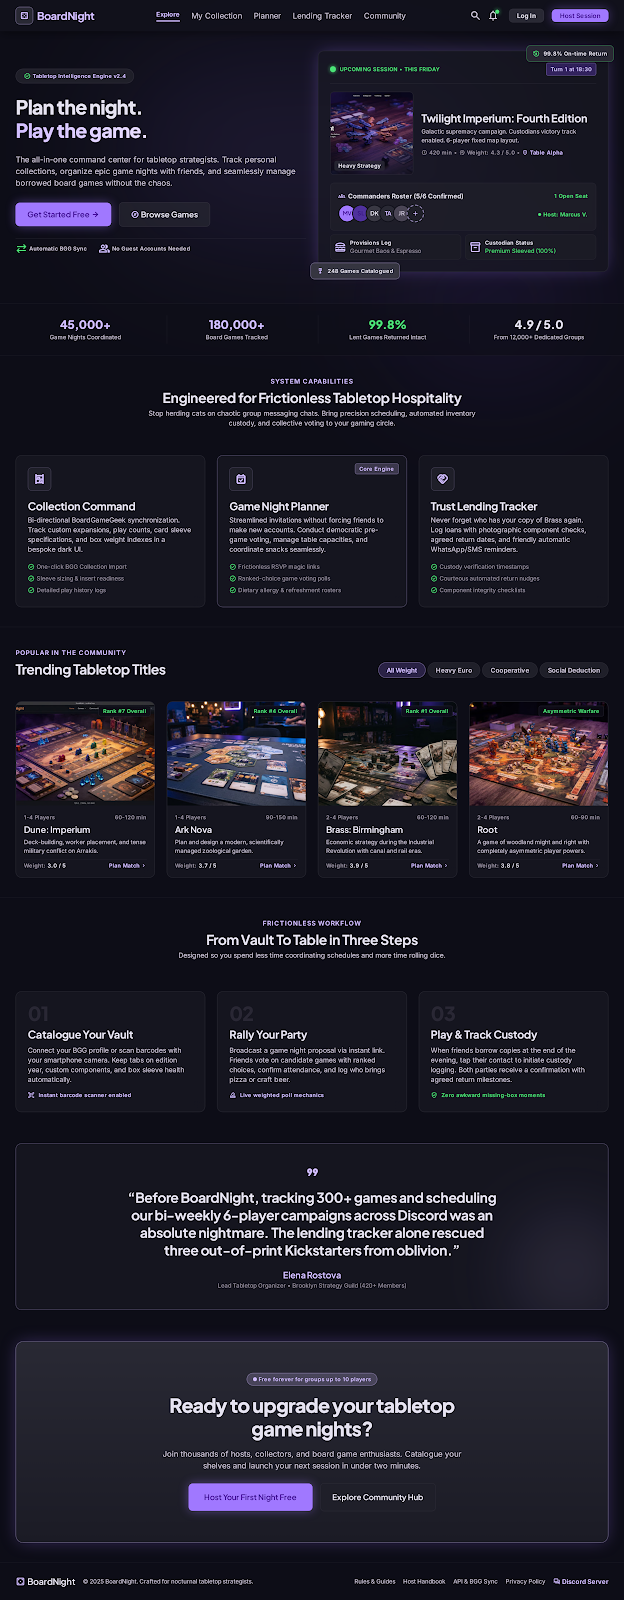 BoardNight
Explore
My Collection
Planner
Lending Tracker
Community
Log In
Host Session
Tabletop Intelligence Engine v2.4
Plan the night.
Play the game.
The all-in-one command center for tabletop strategists. Track personal
collections, organize epic game nights with friends, and seamlessly manage
borrowed board games without the chaos.
Get Started Free →
Browse Games
Automatic BGG Sync
No Guest Accounts Needed
99.8% On-time Return
UPCOMING SESSION • THIS FRIDAY
Turn 1 at 19:30
Heavy Strategy
Twilight Imperium: Fourth Edition
Galactic supremacy campaign. Custodians victory track
enabled. 6-player fixed map layout.
420 min • Weight: 4.3 / 5.0 • Table Alpha
Commanders Roster (5/6 Confirmed)
1 Open Seat
MV
DK
TA
JR
+
• Host: Marcus V.
Provisions Log
Gourmet Baos & Espresso
Custodian Status
Premium Sleeved (100%)
248 Games Catalogued
45,000+
Game Nights Coordinated
180,000+
Board Games Tracked
99.8%
Lent Games Returned Intact
4.9 / 5.0
From 12,000+ Dedicated Groups
SYSTEM CAPABILITIES
Engineered for Frictionless Tabletop Hospitality
Stop herding cats on chaotic group messaging chats. Bring precision scheduling, automated inventory
custody, and collective voting to your gaming circle.
Collection Command
Bi-directional BoardGameGeek synchronization.
Track custom expansions, play counts, card sleeve
specifications, and box weight indexes in a
bespoke dark UI.
One-click BGG Collection Import
Sleeve sizing & insert readiness
Detailed play history logs
Core Engine
Game Night Planner
Streamlined invitations without forcing friends to
make new accounts. Conduct democratic pre-
game voting, manage table capacities, and
coordinate snacks seamlessly.
Frictionless RSVP magic links
Ranked-choice game voting polls
Dietary allergy & refreshment rosters
Trust Lending Tracker
Never forget who has your copy of Brass again.
Log loans with photographic component checks,
agreed return dates, and friendly automatic
WhatsApp/SMS reminders.
Custody verification timestamps
Courteous automated return nudges
Component integrity checklists
POPULAR IN THE COMMUNITY
Trending Tabletop Titles
All Weight
Heavy Euro
Cooperative
Social Deduction
Rank #7 Overall
1-4 Players
60-120 min
Dune: Imperium
Deck-building, worker placement, and tense
military conflict on Arrakis.
Weight: 3.0 / 5
Plan Match ›
Rank #4 Overall
1-4 Players
90-150 min
Ark Nova
Plan and design a modern, scientifically
managed zoological garden.
Weight: 3.7 / 5
Plan Match ›
Rank #1 Overall
2-4 Players
60-120 min
Brass: Birmingham
Economic strategy during the Industrial
Revolution with canal and rail eras.
Weight: 3.9 / 5
Plan Match ›
Asymmetric Warfare
2-4 Players
60-90 min
Root
A game of woodland might and right with
completely asymmetric player powers.
Weight: 3.8 / 5
Plan Match ›
FRICTIONLESS WORKFLOW
From Vault To Table in Three Steps
Designed so you spend less time coordinating schedules and more time rolling dice.
01
Catalogue Your Vault
Connect your BGG profile or scan barcodes with
your smartphone camera. Keep tabs on edition
year, custom components, and box sleeve health
automatically.
Instant barcode scanner enabled
02
Rally Your Party
Broadcast a game night proposal via instant link.
Friends vote on candidate games with ranked
choices, confirm attendance, and log who brings
pizza or craft beer.
Live weighted poll mechanics
03
Play & Track Custody
When friends borrow copies at the end of the
evening, tap their contact to initiate custody
logging. Both parties receive a confirmation with
agreed return milestones.
Zero awkward missing-box moments
”
“Before BoardNight, tracking 300+ games and scheduling
our bi-weekly 6-player campaigns across Discord was an
absolute nightmare. The lending tracker alone rescued
three out-of-print Kickstarters from oblivion.”
Elena Rostova
Lead Tabletop Organizer • Brooklyn Strategy Guild (420+ Members)
Free forever for groups up to 10 players
Ready to upgrade your tabletop
game nights?
Join thousands of hosts, collectors, and board game enthusiasts. Catalogue your
shelves and launch your next session in under two minutes.
Host Your First Night Free
Explore Community Hub
BoardNight
© 2025 BoardNight. Crafted for nocturnal tabletop strategists.
Rules & Guides
Host Handbook
API & BGG Sync
Privacy Policy
Discord Server